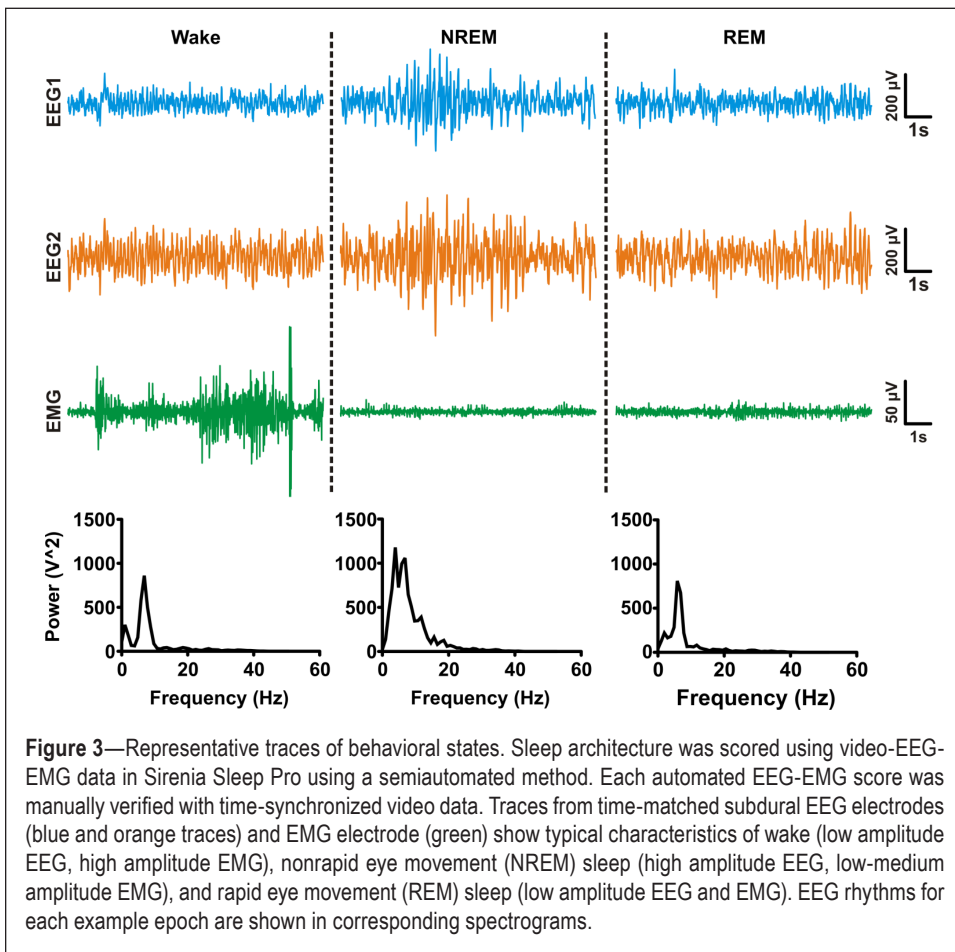 Wake NREM REM
EEG1
200 µV
1s
EEG2
200 µV
1s
EMG
50 µV
1s
Power (V^2)
1500 1500 1500
1000 1000 1000
500 500 500
0 0 0
0 20 40 60 0 20 40 60 0 20 40 60
Frequency (Hz) Frequency (Hz) Frequency (Hz)
Figure 3—Representative traces of behavioral states. Sleep architecture was scored using video-EEG-
EMG data in Sirenia Sleep Pro using a semiautomated method. Each automated EEG-EMG score was
manually verified with time-synchronized video data. Traces from time-matched subdural EEG electrodes
(blue and orange traces) and EMG electrode (green) show typical characteristics of wake (low amplitude
EEG, high amplitude EMG), nonrapid eye movement (NREM) sleep (high amplitude EEG, low-medium
amplitude EMG), and rapid eye movement (REM) sleep (low amplitude EEG and EMG). EEG rhythms for
each example epoch are shown in corresponding spectrograms.